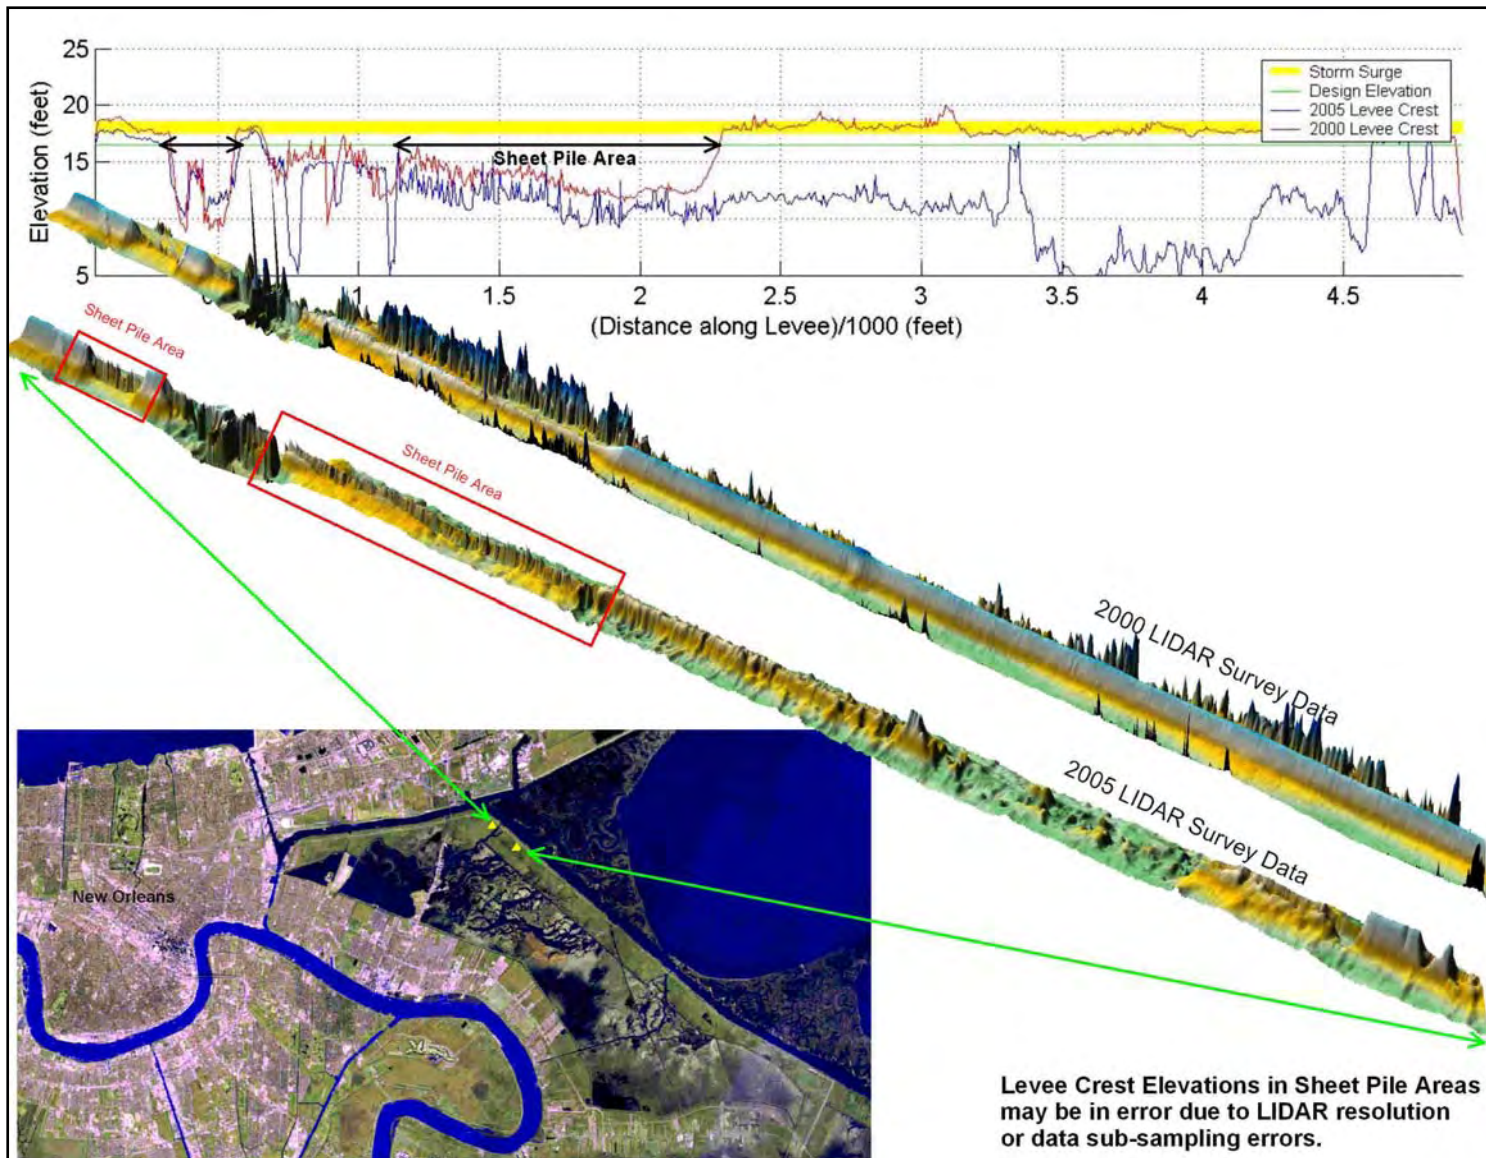 25
20
15
10
5
Elevation (feet)
Storm Surge
Design Elevation
2005 Levee Crest
2000 Levee Crest
Sheet Pile Area
0
1
1.5
2
2.5
3
3.5
4
4.5
(Distance along Levee)/1000 (feet)
Sheet Pile Area
Sheet Pile Area
2000 LIDAR Survey Data
2005 LIDAR Survey Data
New Orleans
Levee Crest Elevations in Sheet Pile Areas
may be in error due to LIDAR resolution
or data sub-sampling errors.